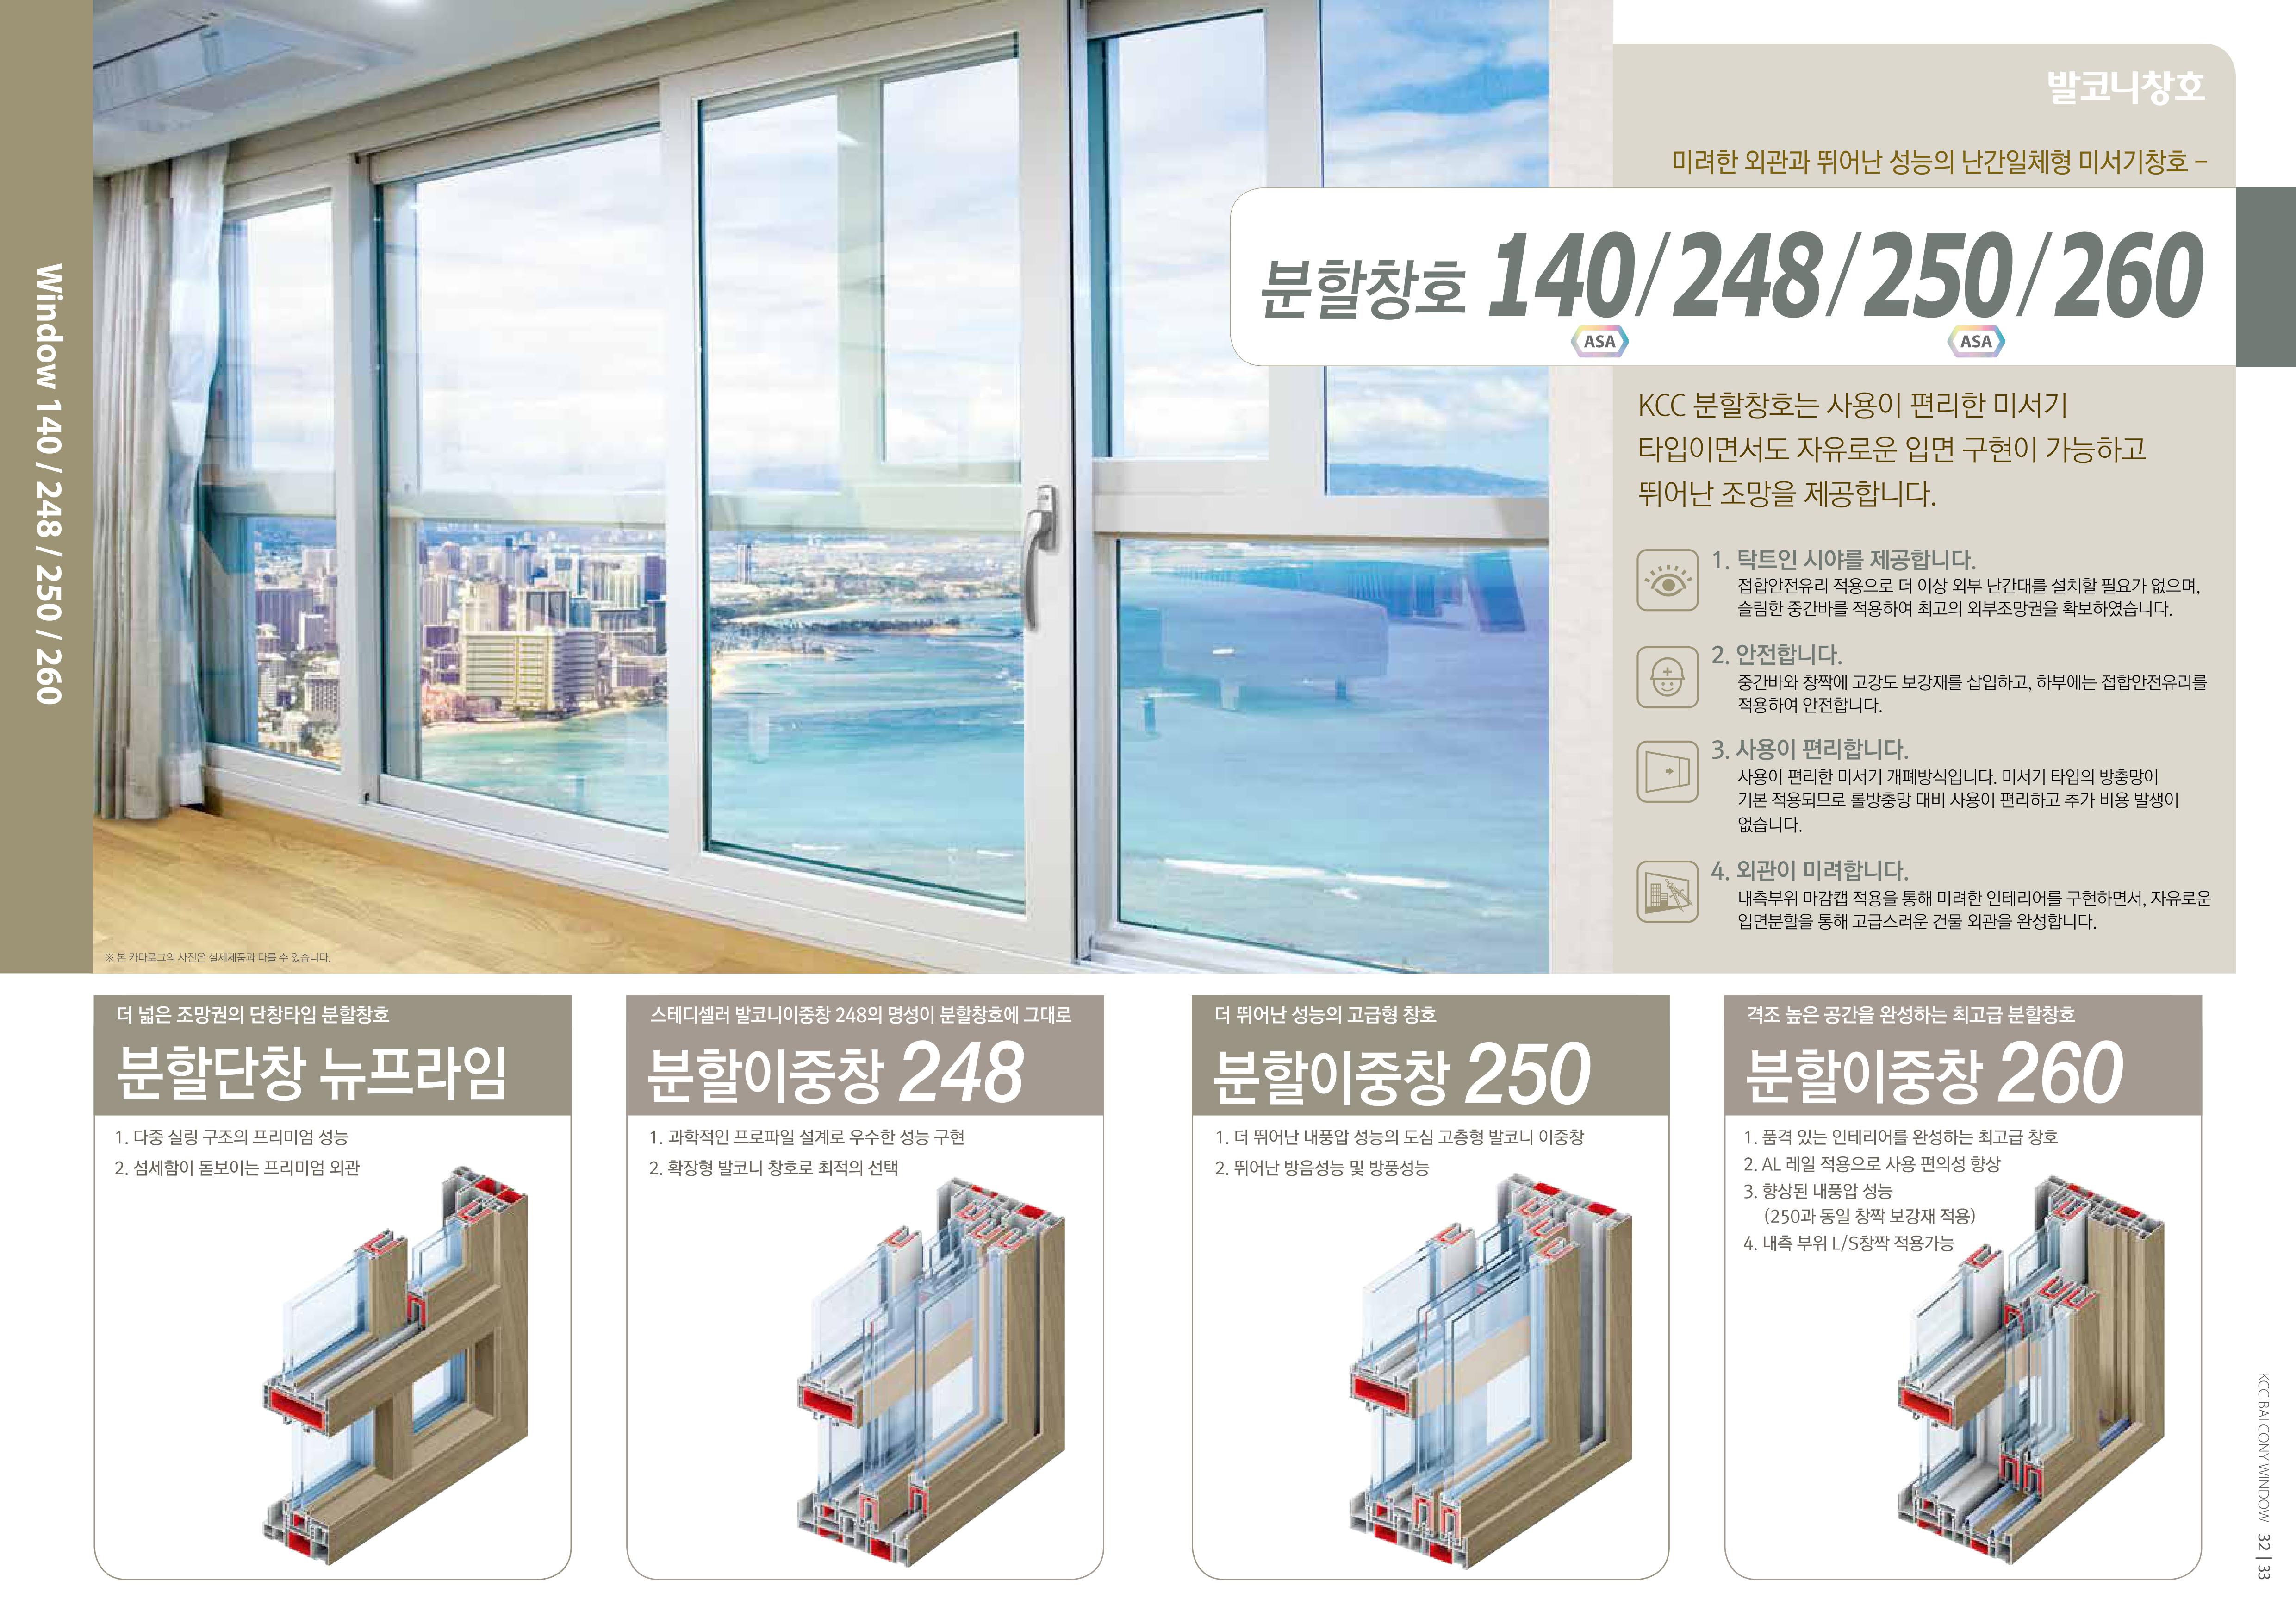 Window 140 / 248 / 250 / 260
발코니창호
미려한 외관과 뛰어난 성능의 난간일체형 미서기창호 –
분할창호 140/248/250/260
ASA
ASA
KCC 분할창호는 사용이 편리한 미서기
타입이면서도 자유로운 입면 구현이 가능하고
뛰어난 조망을 제공합니다.
1. 탁트인 시야를 제공합니다.
접합안전유리 적용으로 더 이상 외부 난간대를 설치할 필요가 없으며,
슬림한 중간바를 적용하여 최고의 외부조망권을 확보하였습니다.
2. 안전합니다.
중간바와 창짝에 고강도 보강재를 삽입하고, 하부에는 접합안전유리를
적용하여 안전합니다.
3. 사용이 편리합니다.
사용이 편리한 미서기 개폐방식입니다. 미서기 타입의 방충망이
기본 적용되므로 롤방충망 대비 사용이 편리하고 추가 비용 발생이
없습니다.
4. 외관이 미려합니다.
내측부위 마감캡 적용을 통해 미려한 인테리어를 구현하면서, 자유로운
입면분할을 통해 고급스러운 건물 외관을 완성합니다.
※ 본 카다로그의 사진은 실제제품과 다를 수 있습니다.
더 넓은 조망권의 단창타입 분할창호
분할단창 뉴프라임
1. 다중 실링 구조의 프리미엄 성능
2. 섬세함이 돋보이는 프리미엄 외관
스테디셀러 발코니이중창 248의 명성이 분할창호에 그대로
분할이중창 248
1. 과학적인 프로파일 설계로 우수한 성능 구현
2. 확장형 발코니 창호로 최적의 선택
더 뛰어난 성능의 고급형 창호
분할이중창 250
1. 더 뛰어난 내풍압 성능의 도심 고층형 발코니 이중창
2. 뛰어난 방음성능 및 방풍성능
격조 높은 공간을 완성하는 최고급 분할창호
분할이중창 260
1. 품격 있는 인테리어를 완성하는 최고급 창호
2. AL 레일 적용으로 사용 편의성 향상
3. 향상된 내풍압 성능
(250과 동일 창짝 보강재 적용)
4. 내측 부위 L/S창짝 적용가능
KCC BALCONY WINDOW 32 | 33